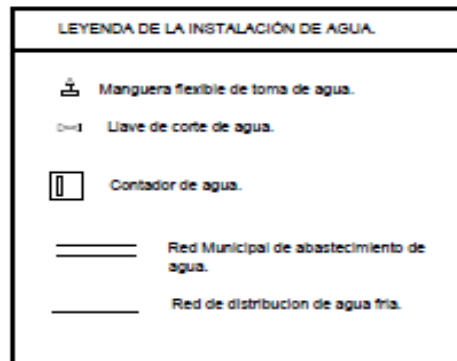 LEYENDA DE LA INSTALACIÓN DE AGUA.
Manguera flexible de toma de agua.
Llave de corte de agua.
Contador de agua.
Red Municipal de abastecimiento de
agua.
Red de distribucion de agua fria.